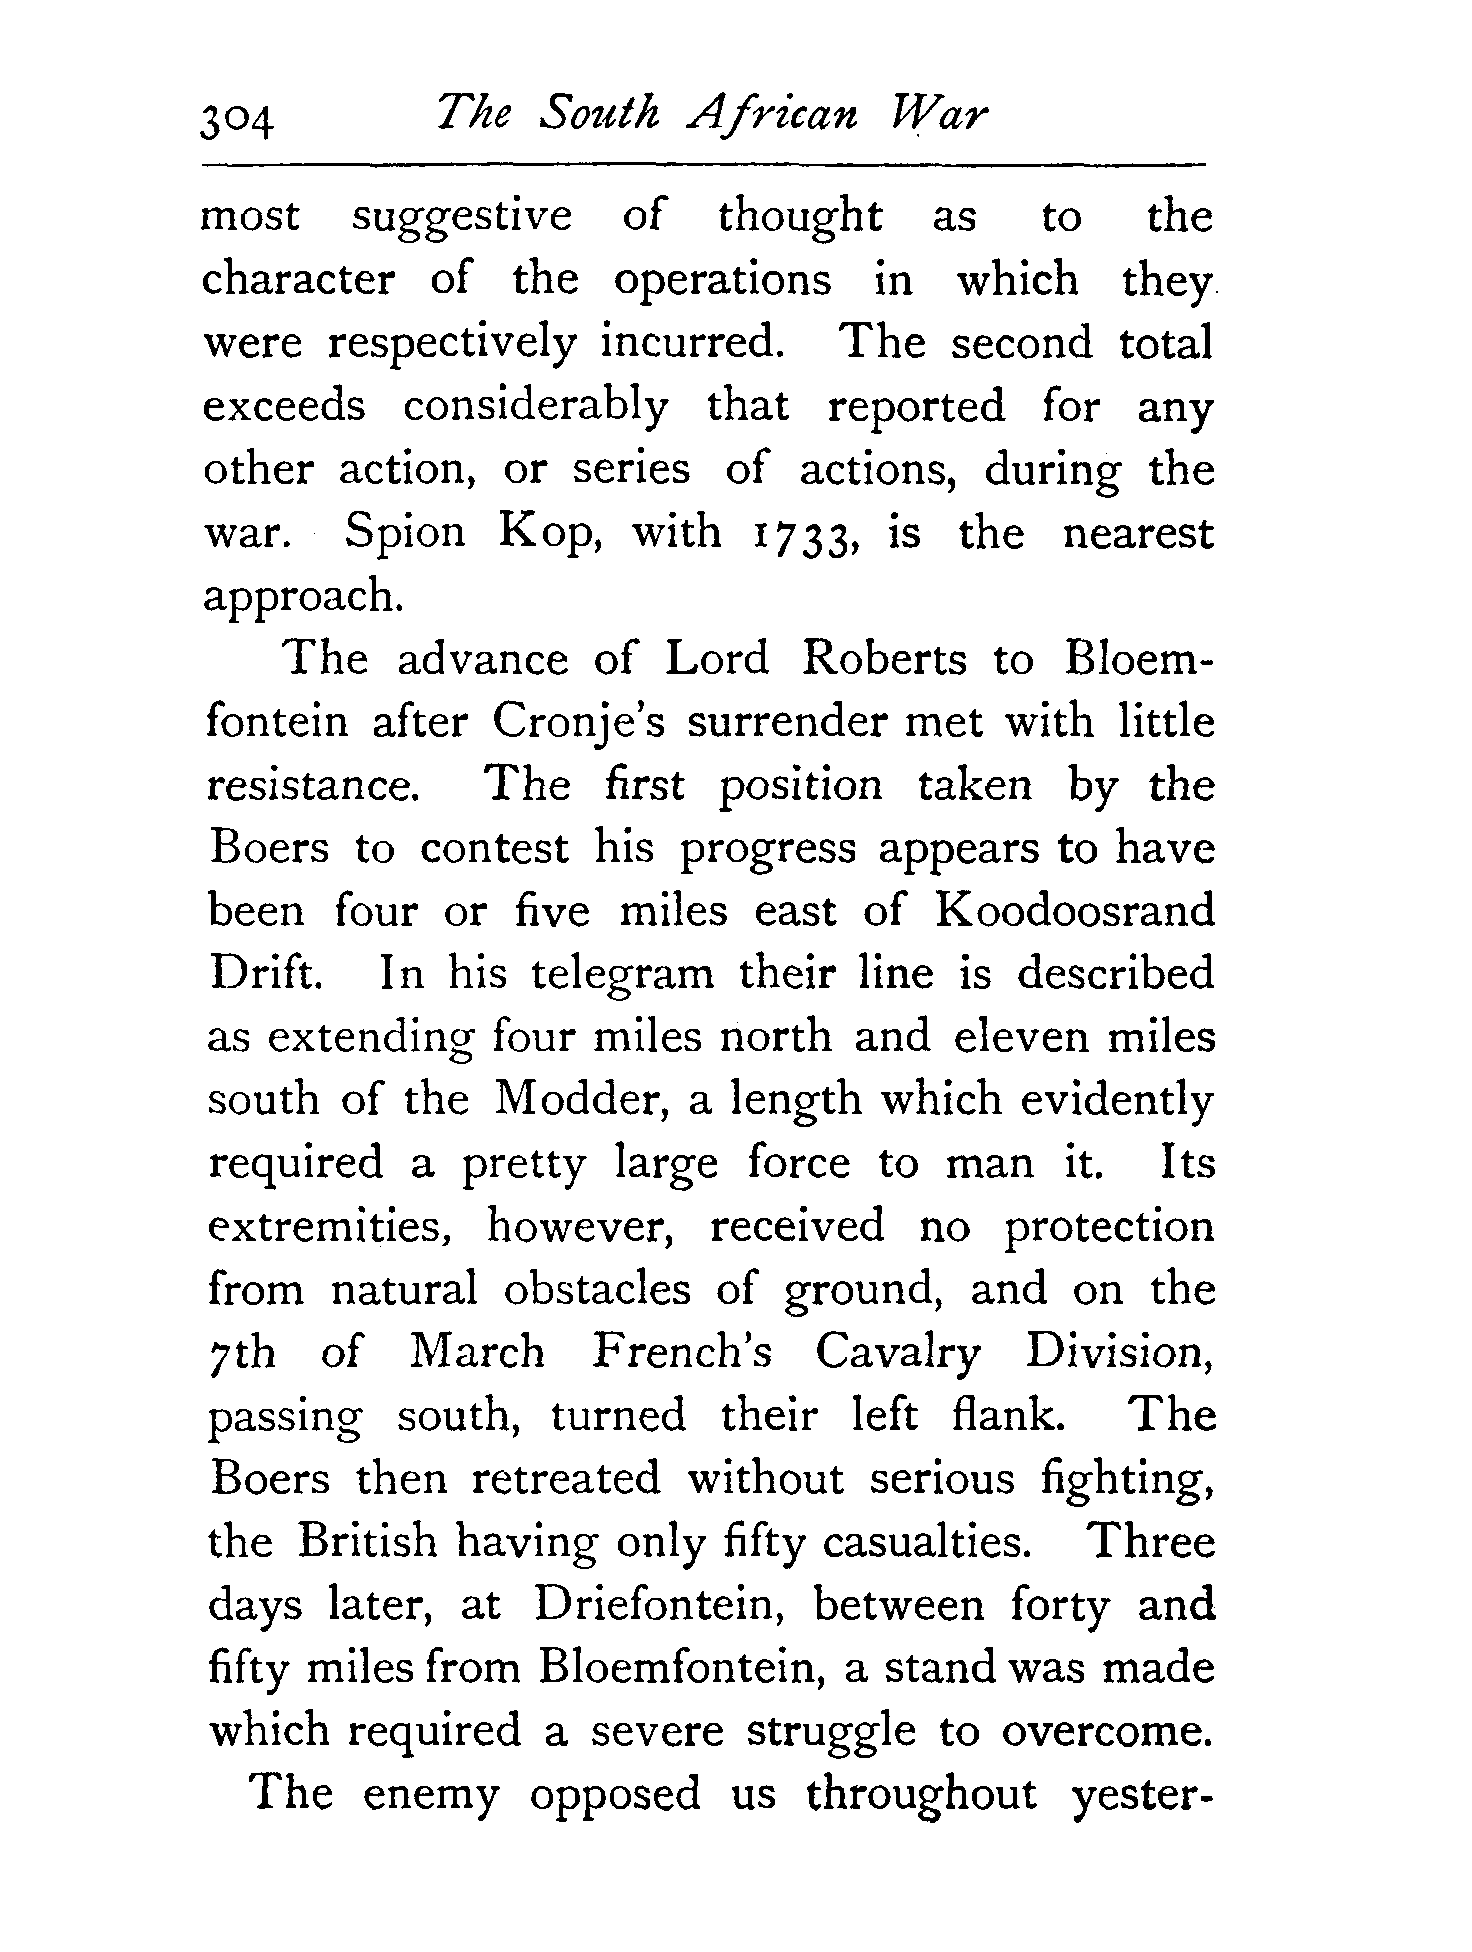 304 The South African War
most suggestive of thought as to the
character of the operations in which they
were respectively incurred. The second total
exceeds considerably that reported for any
other action, or series of actions, during the
war. Spion Kop, with 1733, is the nearest
approach.
The advance of Lord Roberts to Bloem-
fontein after Cronje's surrender met with little
resistance. The first position taken by the
Boers to contest his progress appears to have
been four or five miles east of Koodoosrand
Drift. In his telegram their line is described
as extending four miles north and eleven miles
south of the Modder, a length which evidently
required a pretty large force to man it. Its
extremities, however, received no protection
from natural obstacles of ground, and on the
7th of March French's Cavalry Division,
passing south, turned their left flank. The
Boers then retreated without serious fighting,
the British having only fifty casualties. Three
days later, at Driefontein, between forty and
fifty miles from Bloemfontein, a stand was made
which required a severe struggle to overcome.
The enemy opposed us throughout yester-